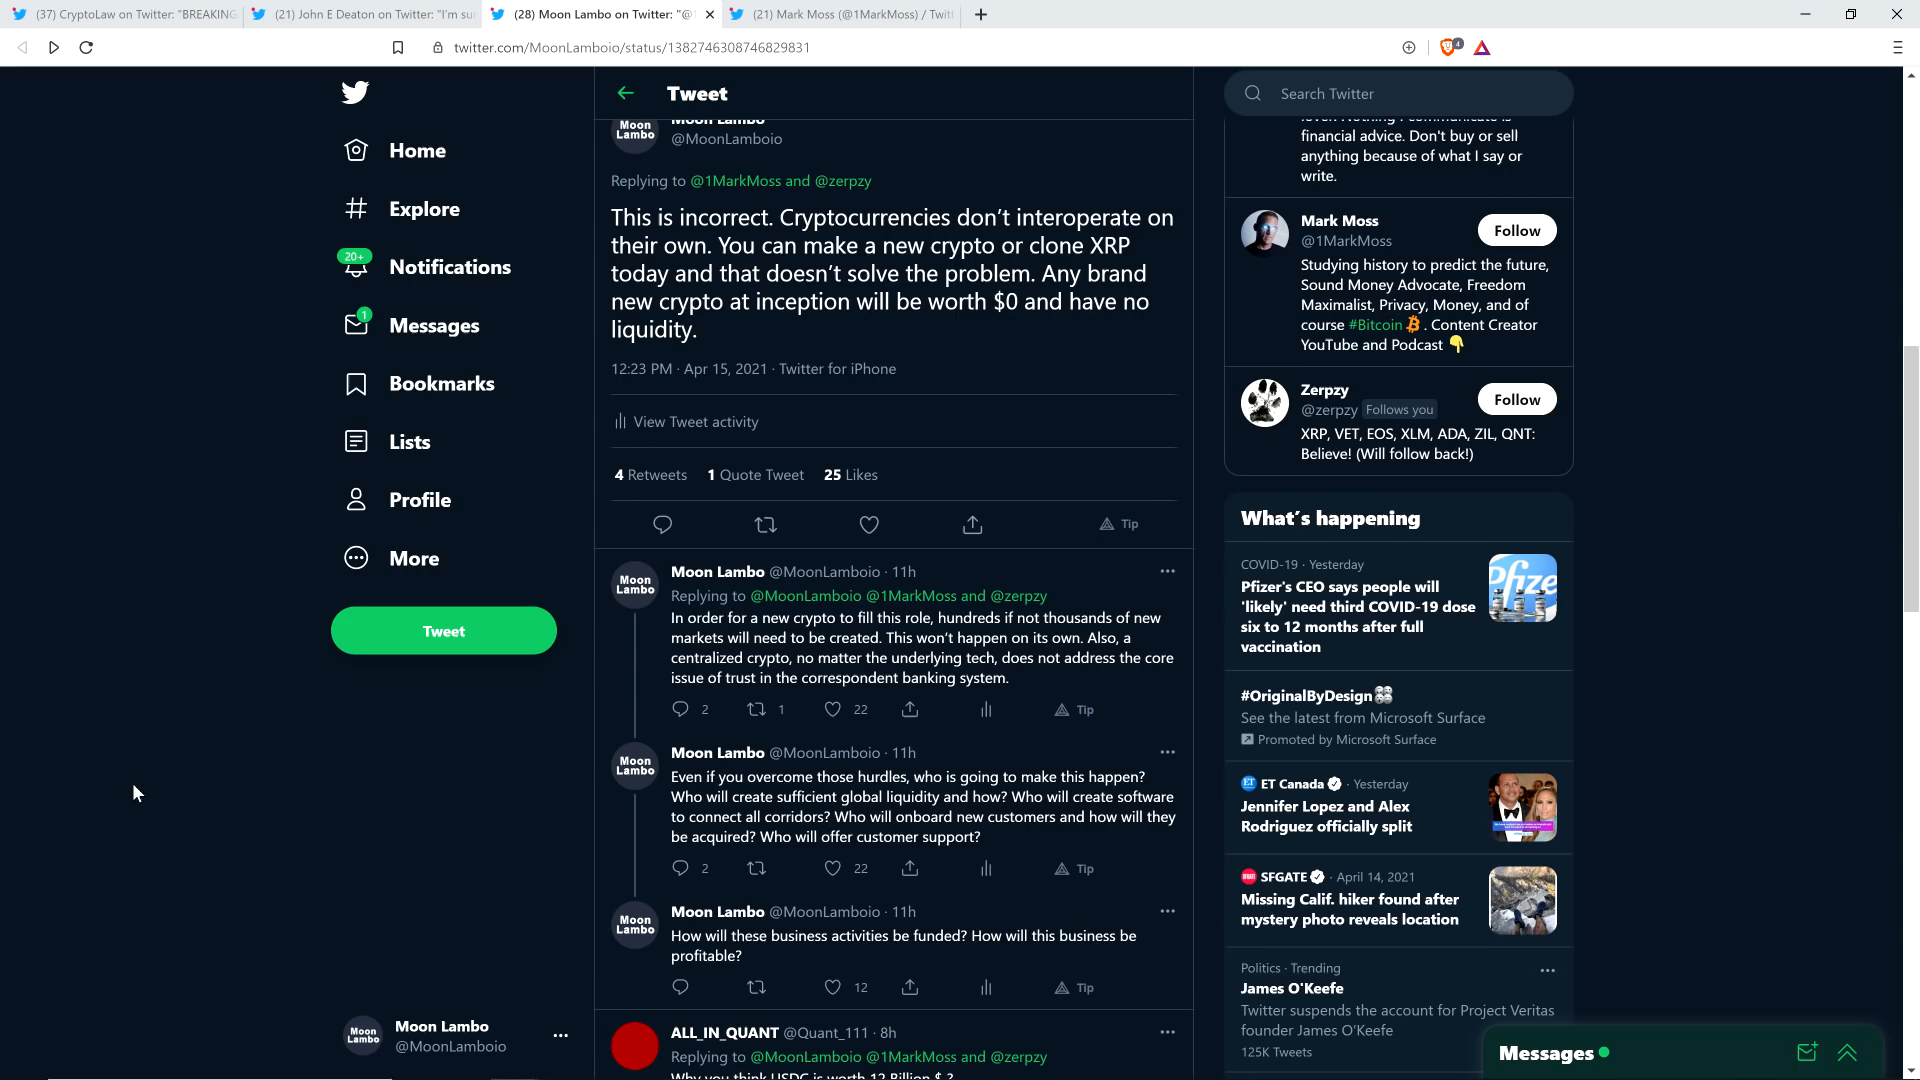 (37) CryptoLaw on Twitter: "BREAKING
(21) John E Deaton on Twitter: "I'm su
(28) Moon Lambo on Twitter: "@
(21) Mark Moss (@1MarkMoss) / Twit
twitter.com/MoonLamboio/status/1382746308746829831
4
Home
Explore
20+
Notifications
1
Messages
Bookmarks
Lists
Profile
More
Tweet
Moon Lambo
@MoonLamboio
Tweet
Moon
Lambo
Moon Lambo
@MoonLamboio
Replying to @1MarkMoss and @zerpzy
This is incorrect. Cryptocurrencies don’t interoperate on
their own. You can make a new crypto or clone XRP
today and that doesn’t solve the problem. Any brand
new crypto at inception will be worth $0 and have no
liquidity.
12:23 PM · Apr 15, 2021 · Twitter for iPhone
View Tweet activity
4 Retweets 1 Quote Tweet 25 Likes
Tip
Moon
Lambo
Moon Lambo @MoonLamboio · 11h
Replying to @MoonLamboio @1MarkMoss and @zerpzy
In order for a new crypto to fill this role, hundreds if not thousands of new
markets will need to be created. This won’t happen on its own. Also, a
centralized crypto, no matter the underlying tech, does not address the core
issue of trust in the correspondent banking system.
2 1 22 Tip
Moon
Lambo
Moon Lambo @MoonLamboio · 11h
Even if you overcome those hurdles, who is going to make this happen?
Who will create sufficient global liquidity and how? Who will create software
to connect all corridors? Who will onboard new customers and how will they
be acquired? Who will offer customer support?
2 22 Tip
Moon
Lambo
Moon Lambo @MoonLamboio · 11h
How will these business activities be funded? How will this business be
profitable?
12 Tip
ALL_IN_QUANT @Quant_111 · 8h
Replying to @MoonLamboio @1MarkMoss and @zerpzy
Why you think USDC is worth 12 Billion $ ?
Search Twitter
financial advice. Don't buy or sell
anything because of what I say or
write.
Mark Moss
@1MarkMoss
Follow
Studying history to predict the future,
Sound Money Advocate, Freedom
Maximalist, Privacy, Money, and of
course #Bitcoin . Content Creator
YouTube and Podcast 👇
Zerpzy
@zerpzy Follows you
Follow
XRP, VET, EOS, XLM, ADA, ZIL, QNT:
Believe! (Will follow back!)
What’s happening
COVID-19 · Yesterday
Pfizer's CEO says people will
'likely' need third COVID-19 dose
six to 12 months after full
vaccination
#OriginalByDesign
See the latest from Microsoft Surface
Promoted by Microsoft Surface
ET Canada · Yesterday
Jennifer Lopez and Alex
Rodriguez officially split
SFGATE · April 14, 2021
Missing Calif. hiker found after
mystery photo reveals location
Politics · Trending
James O'Keefe
Twitter suspends the account for Project Veritas
founder James O’Keefe
125K Tweets
Messages